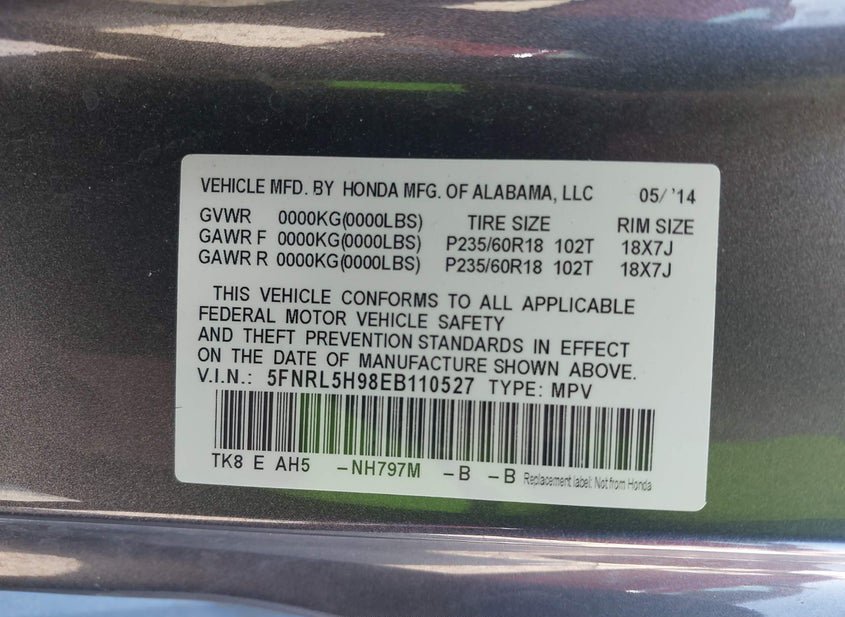 VEHICLE MFD. BY HONDA MFG. OF ALABAMA, LLC 05/ '14
GVWR 0000KG(0000LBS) TIRE SIZE RIM SIZE
GAWR F 0000KG(0000LBS) P235/60R18 102T 18X7J
GAWR R 0000KG(0000LBS) P235/60R18 102T 18X7J
THIS VEHICLE CONFORMS TO ALL APPLICABLE
FEDERAL MOTOR VEHICLE SAFETY
AND THEFT PREVENTION STANDARDS IN EFFECT
ON THE DATE OF MANUFACTURE SHOWN ABOVE.
V.I.N.: 5FNRL5H98EB110527 TYPE: MPV
TK8 E AH5 -NH797M -B -B Replacement label: Not from Honda